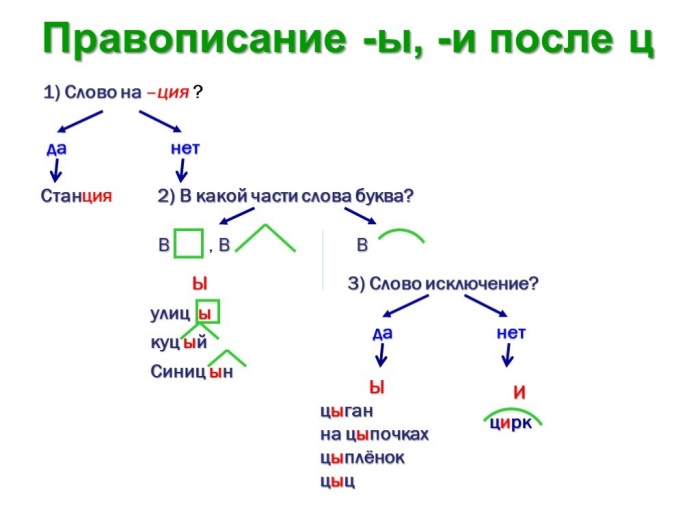 Правописание -ы, -и после ц
1) Слово на –ция ?
да нет
Станция 2) В какой части слова буква?
В , В В
Ы 3) Слово исключение?
улиц ы
да нет
куц ый
Синиц ын
Ы И
цыган цирк
на цыпочках
цыплёнок
цыц